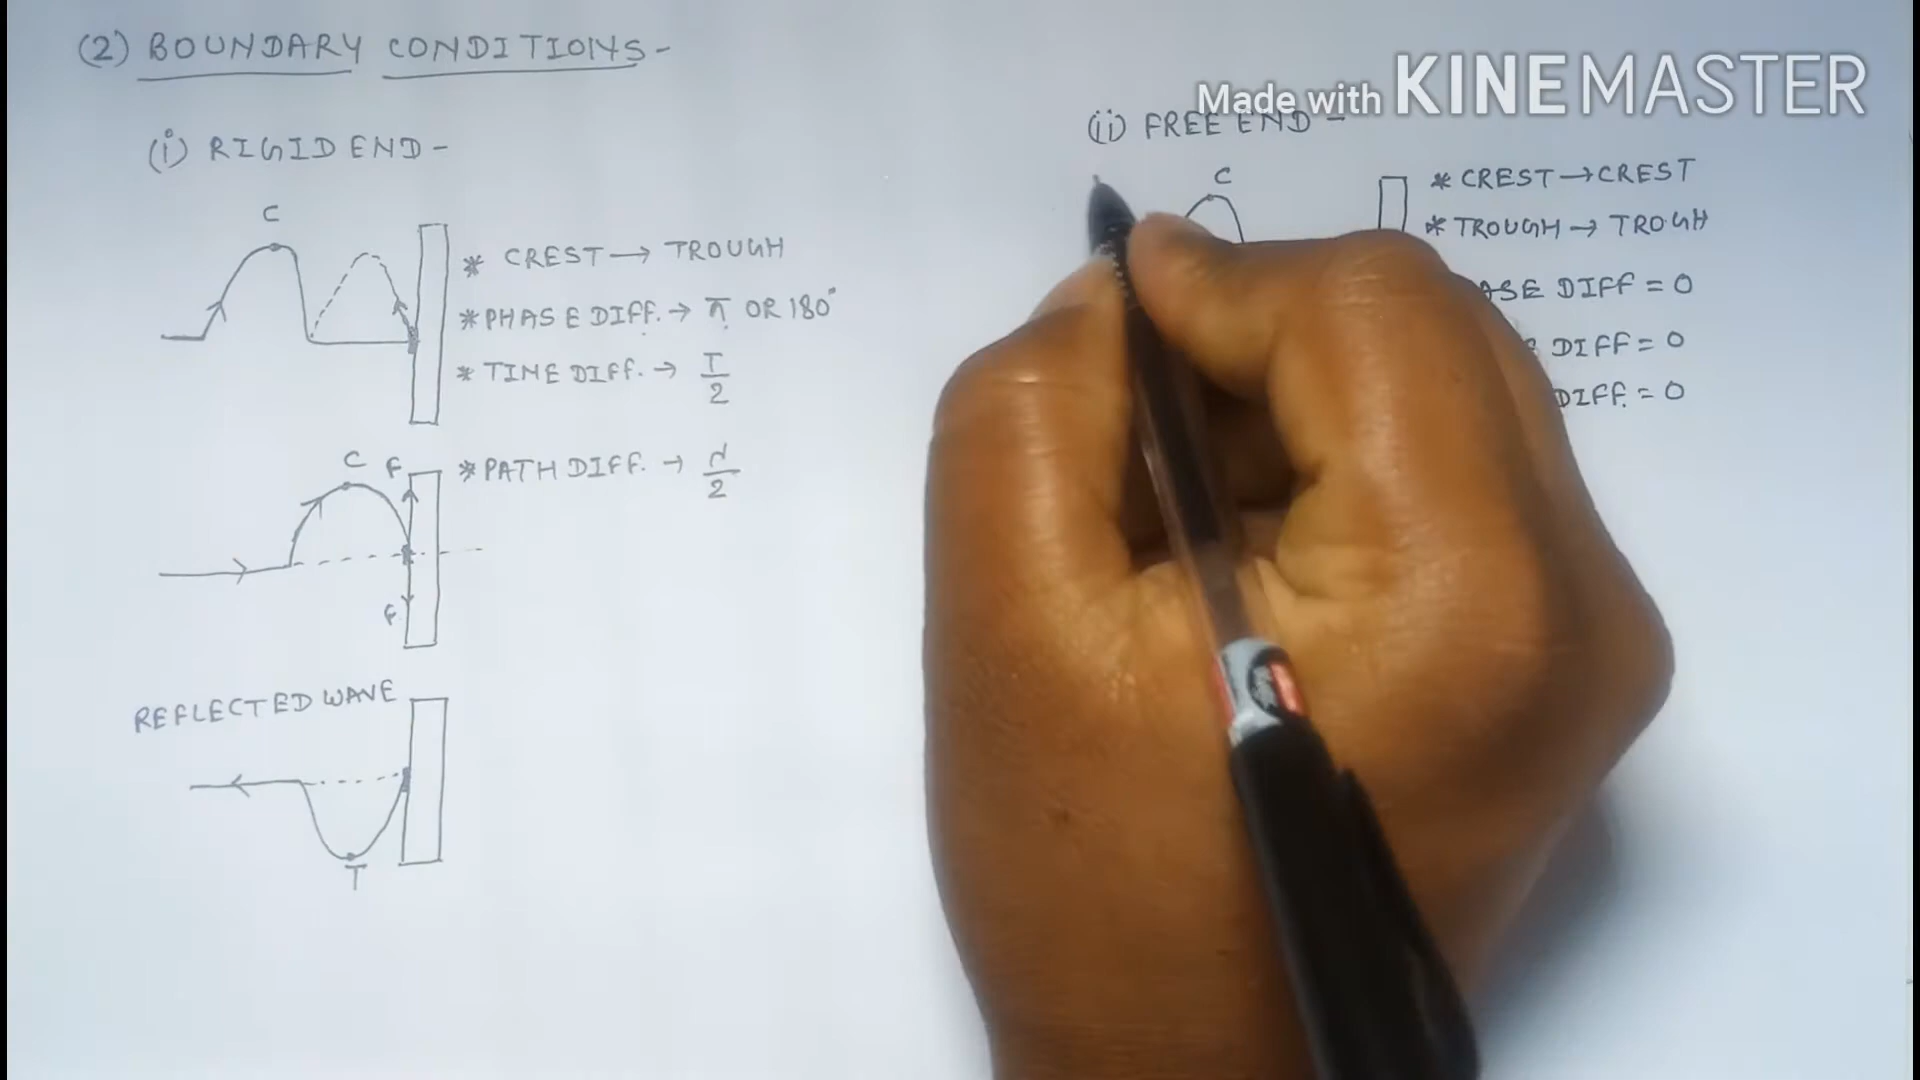 (2) BOUNDARY CONDITIONS-
Made with KINEMASTER
(i) RIGID END-
(ii) FREE END-
C
* CREST → TROUGH
* PHASE DIFF. → π OR 180°
* TIME DIFF. → T/2
C F
* PATH DIFF. → λ/2
F
REFLECTED WAVE
T
C
* CREST → CREST
* TROUGH → TROGH
ASE DIFF = 0
DIFF = 0
DIFF. = 0